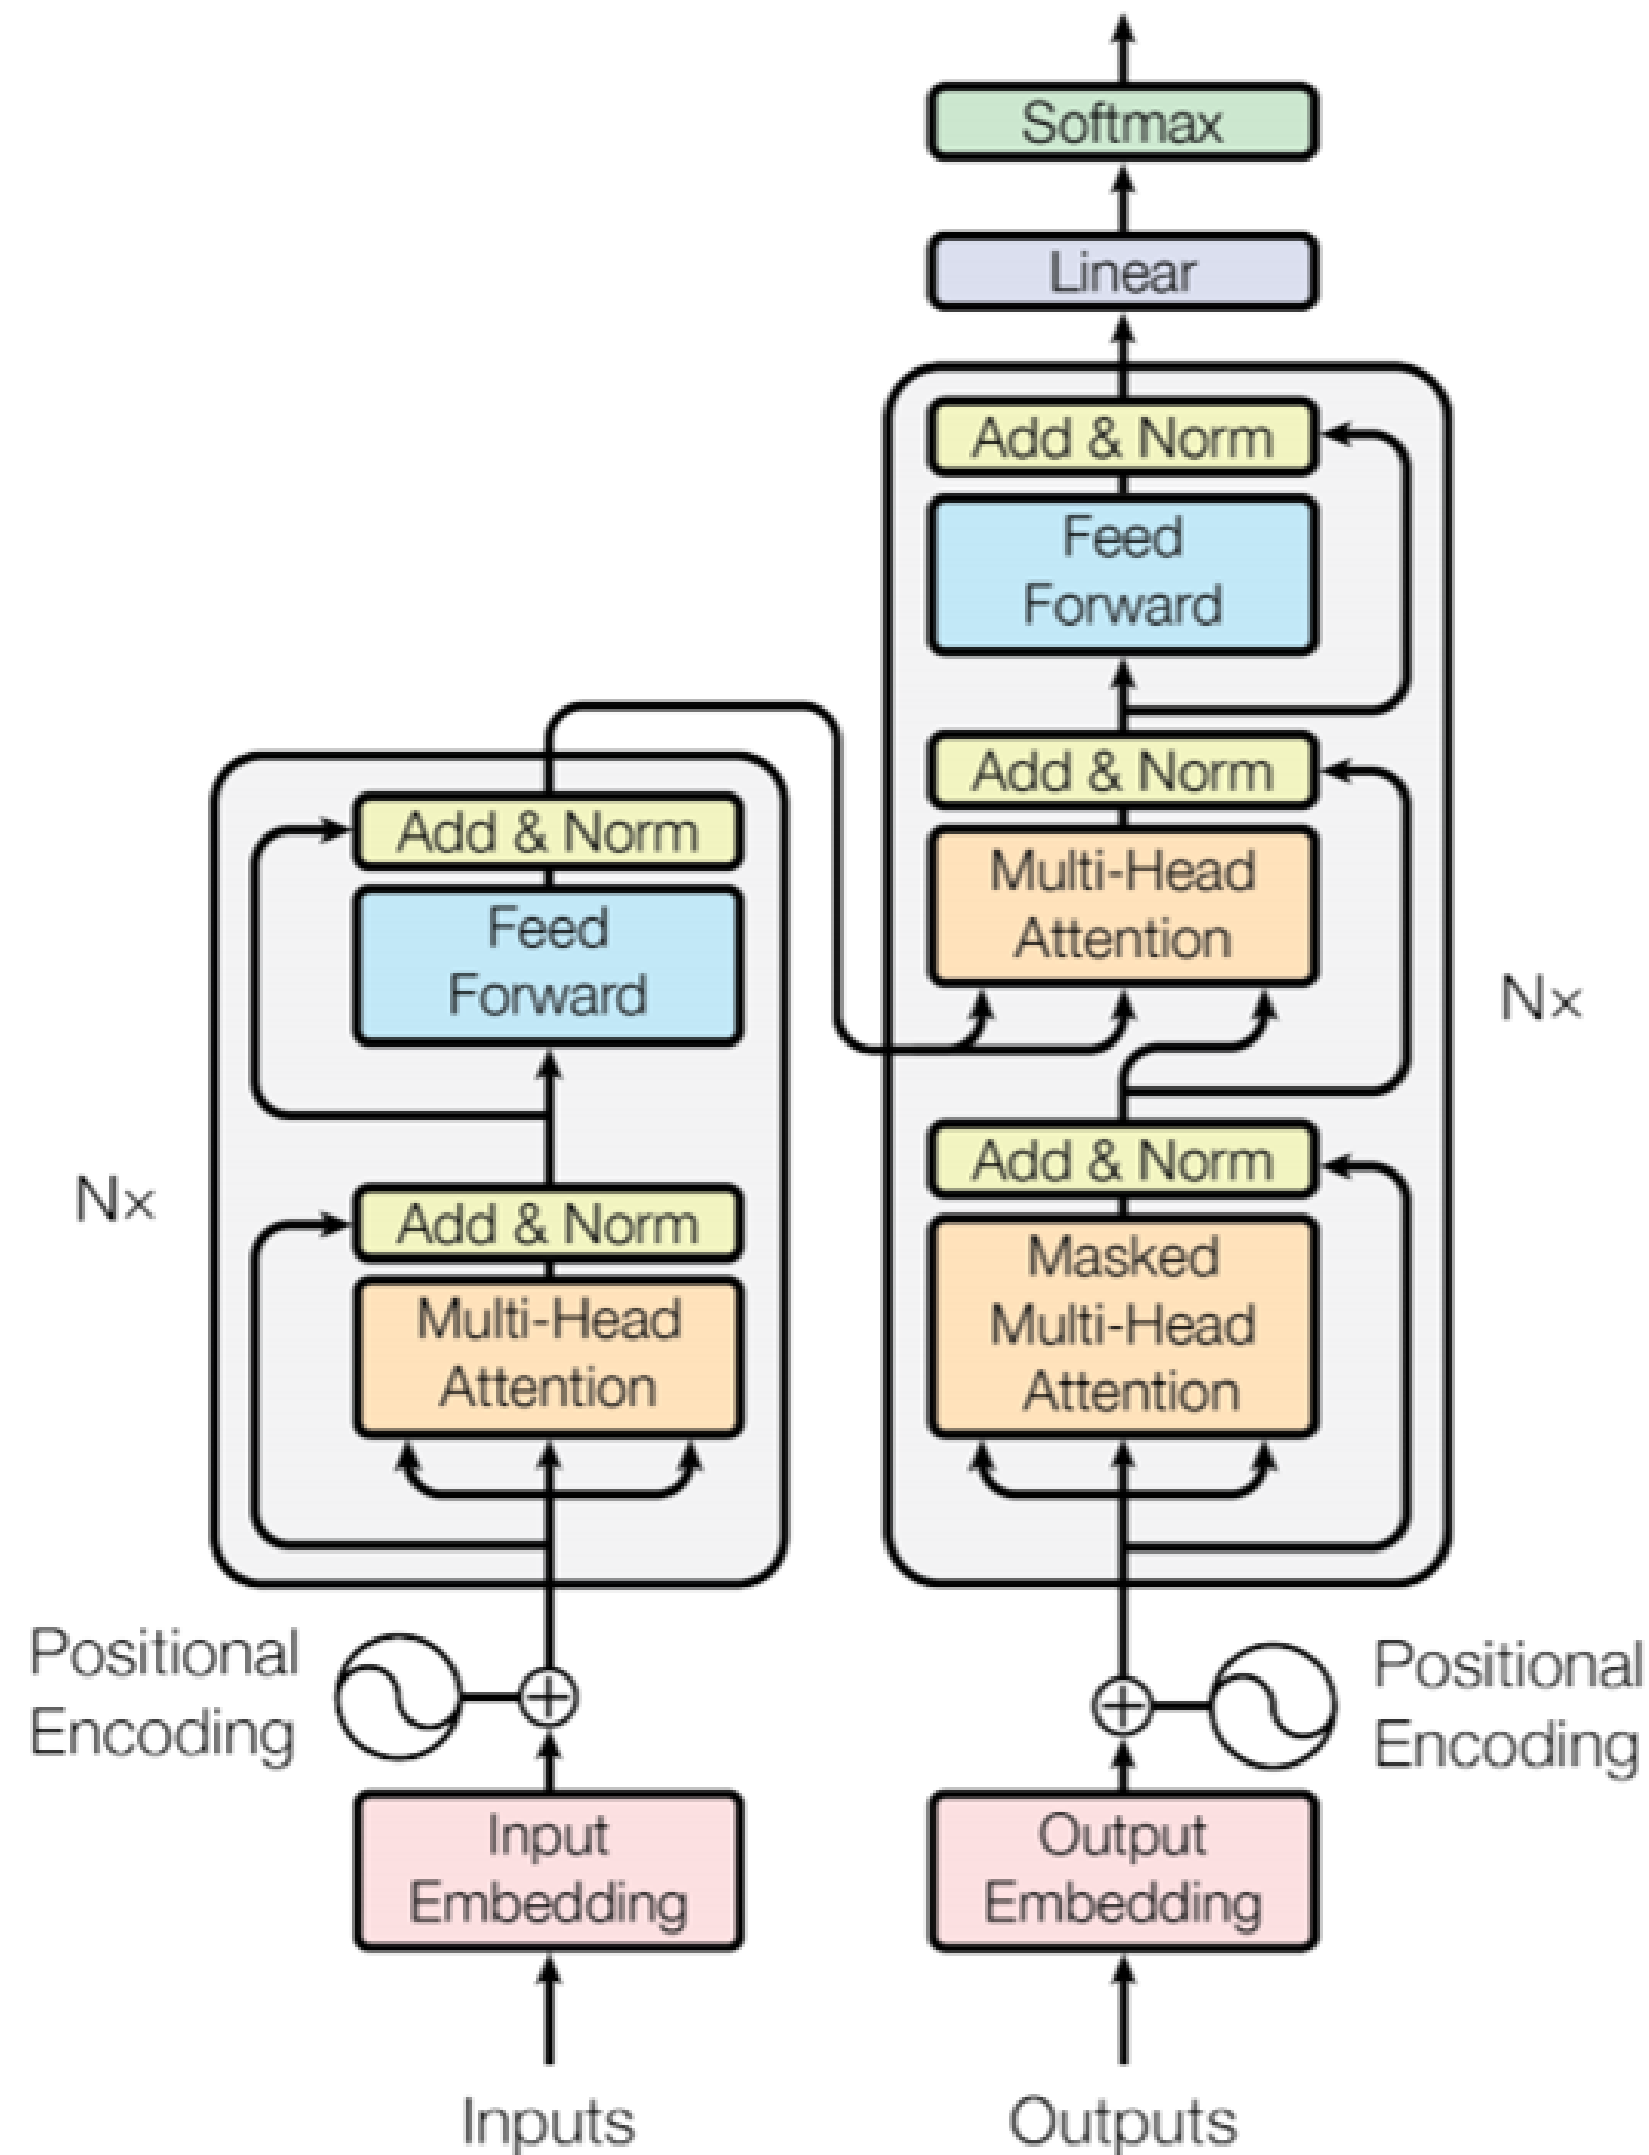 Softmax
Linear
Add & Norm
Feed
Forward
Add & Norm
Multi-Head
Attention
Add & Norm
Masked
Multi-Head
Attention
Nx
Add & Norm
Feed
Forward
Add & Norm
Multi-Head
Attention
Nx
Positional
Encoding
Positional
Encoding
Input
Embedding
Output
Embedding
Inputs
Outputs